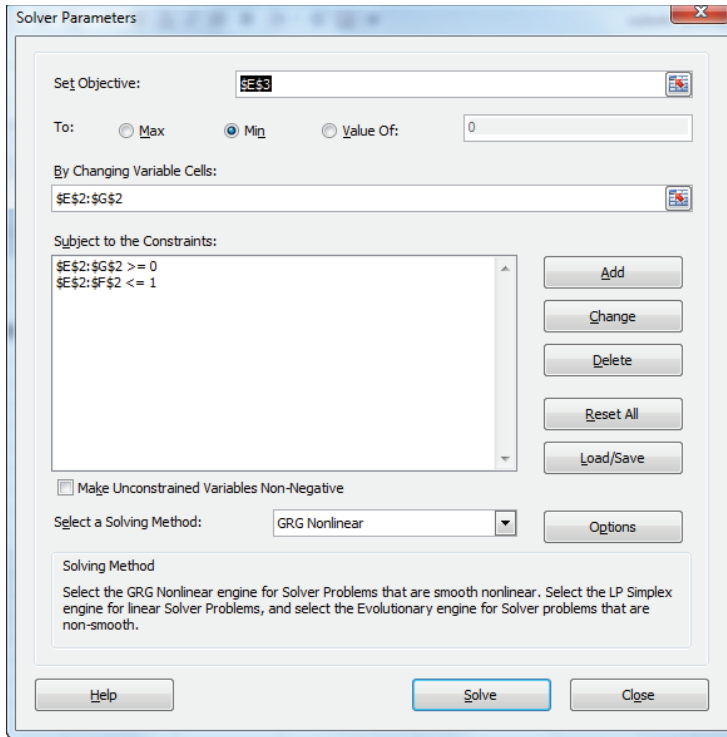 Solver Parameters
X
Set Objective:
$E$3
To:
Max
Min
Value Of:
0
By Changing Variable Cells:
$E$2:$G$2
Subject to the Constraints:
$E$2:$G$2 >= 0
$E$2:$F$2 <= 1
Add
Change
Delete
Reset All
Load/Save
Make Unconstrained Variables Non-Negative
Select a Solving Method:
GRG Nonlinear
Options
Solving Method
Select the GRG Nonlinear engine for Solver Problems that are smooth nonlinear. Select the LP Simplex
engine for linear Solver Problems, and select the Evolutionary engine for Solver problems that are
non-smooth.
Help
Solve
Close